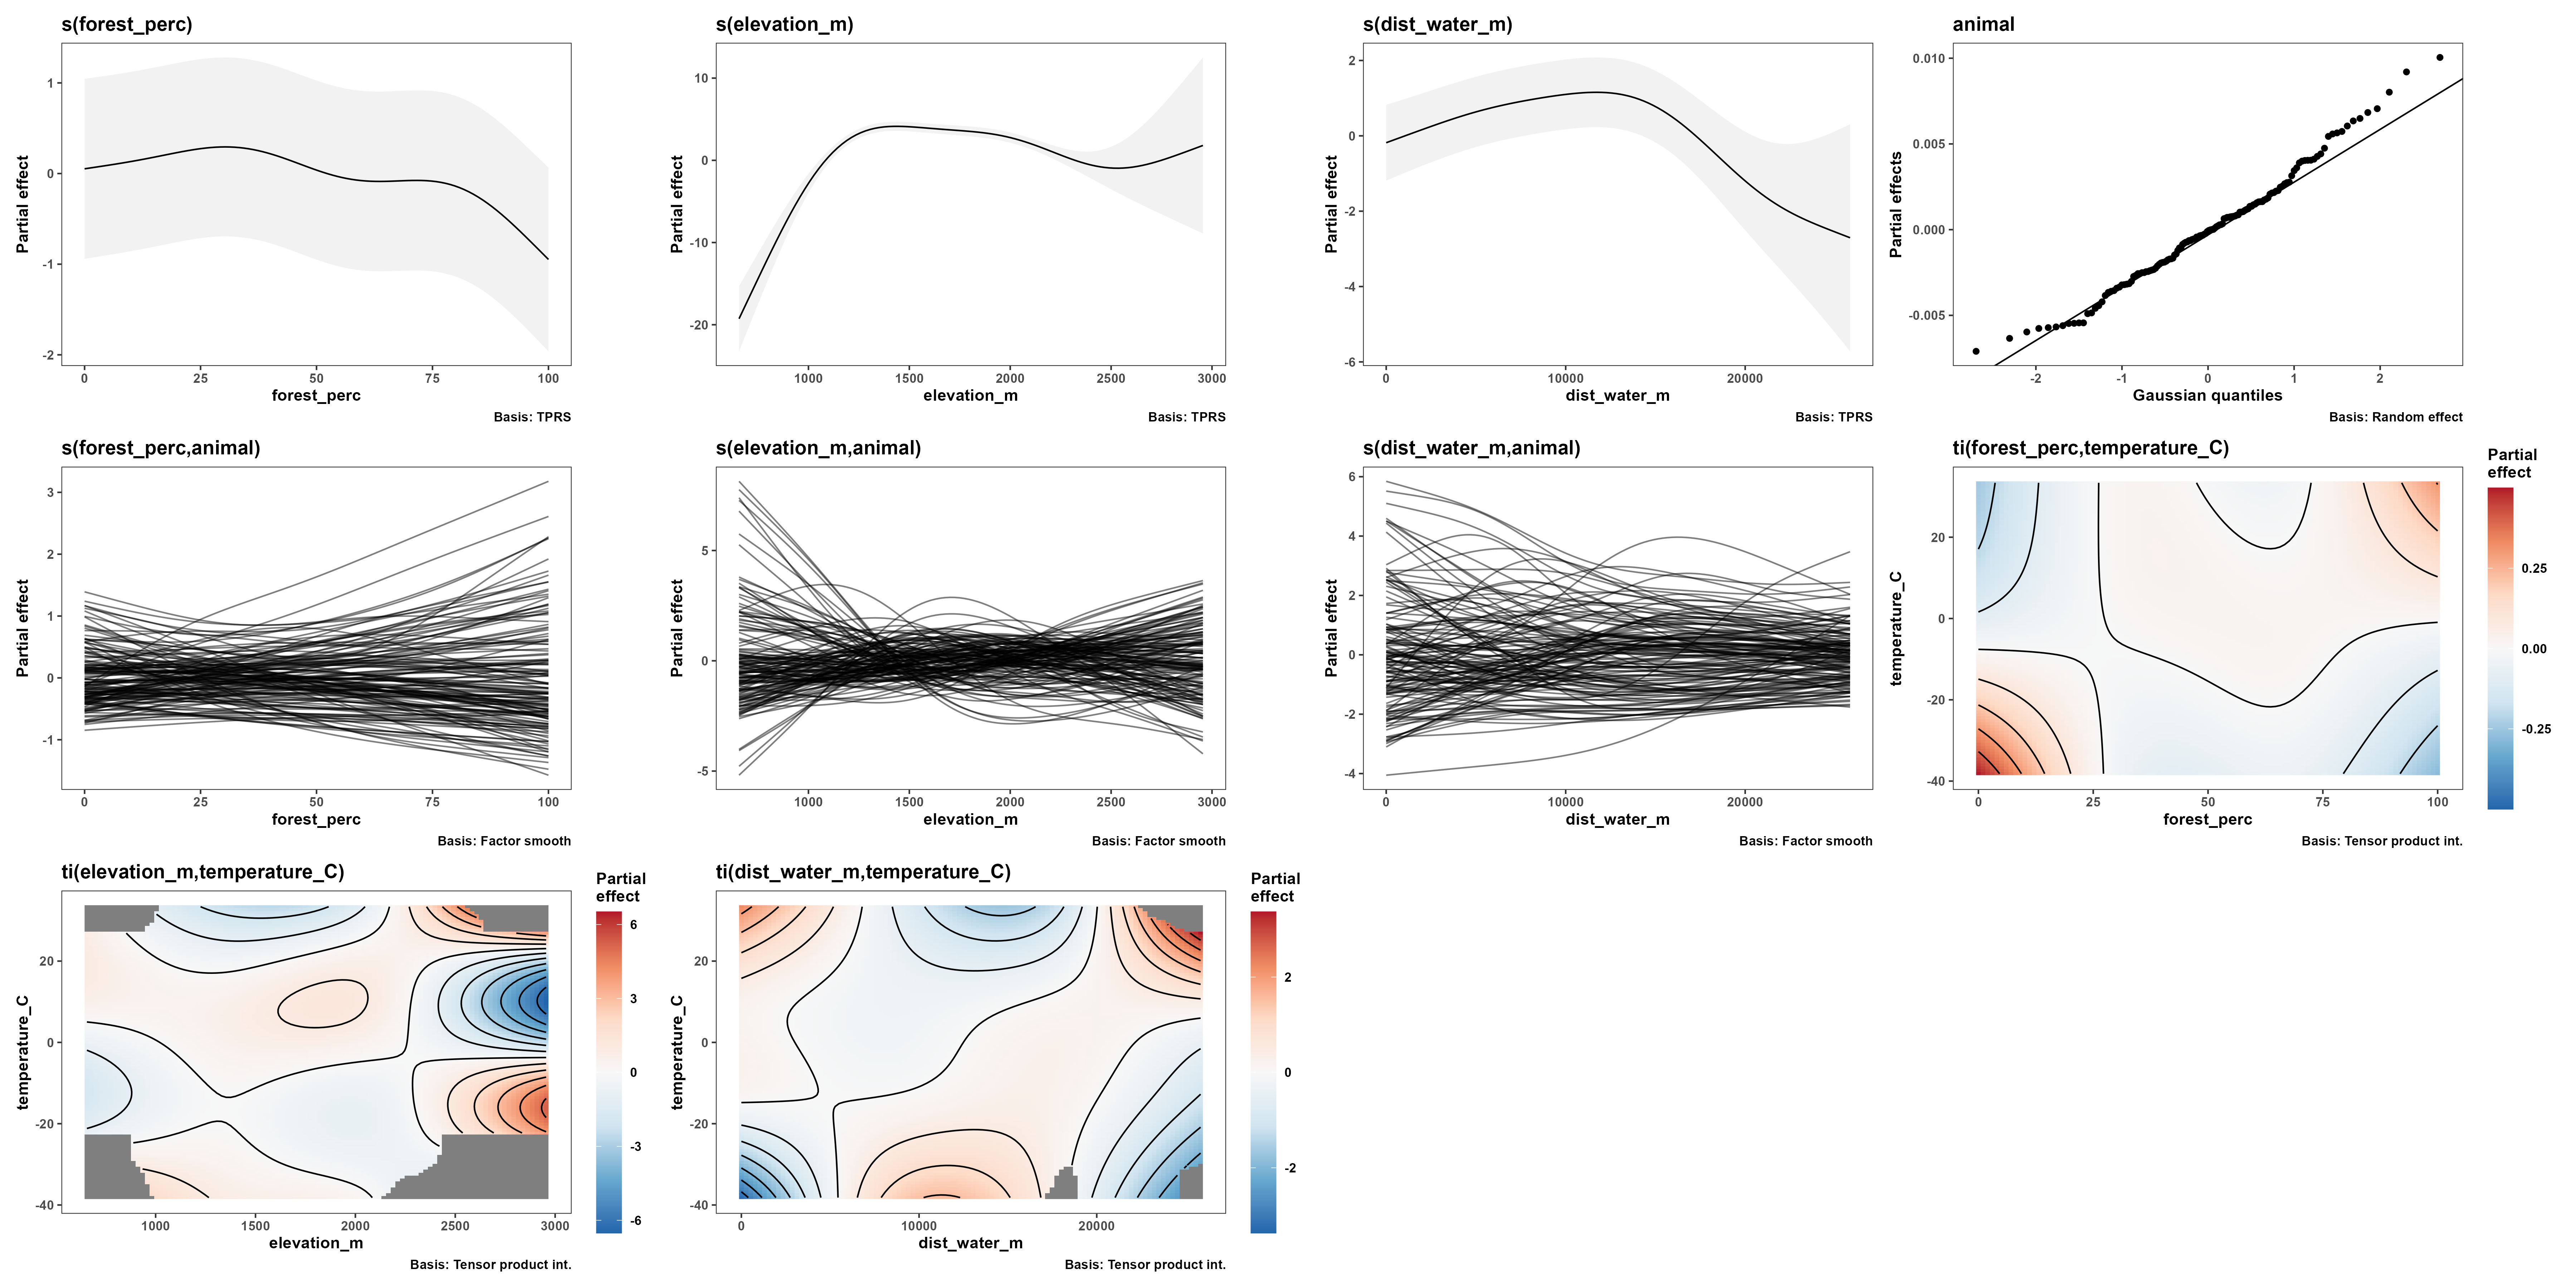 s(forest_perc)
Partial effect
1
0
-1
-2
0 25 50 75 100
forest_perc
Basis: TPRS
s(elevation_m)
Partial effect
10
0
-10
-20
1000 1500 2000 2500 3000
elevation_m
Basis: TPRS
s(dist_water_m)
Partial effect
2
0
-2
-4
-6
0 10000 20000
dist_water_m
Basis: TPRS
animal
Partial effects
0.010
0.005
0.000
-0.005
-2 -1 0 1 2
Gaussian quantiles
Basis: Random effect
s(forest_perc,animal)
Partial effect
3
2
1
0
-1
0 25 50 75 100
forest_perc
Basis: Factor smooth
s(elevation_m,animal)
Partial effect
5
0
-5
1000 1500 2000 2500 3000
elevation_m
Basis: Factor smooth
s(dist_water_m,animal)
Partial effect
6
4
2
0
-2
-4
0 10000 20000
dist_water_m
Basis: Factor smooth
ti(forest_perc,temperature_C)
temperature_C
20
0
-20
-40
0 25 50 75 100
forest_perc
Basis: Tensor product int.
Partial
effect
0.25
0.00
-0.25
ti(elevation_m,temperature_C)
temperature_C
20
0
-20
-40
1000 1500 2000 2500 3000
elevation_m
Basis: Tensor product int.
Partial
effect
6
3
0
-3
-6
ti(dist_water_m,temperature_C)
temperature_C
20
0
-20
-40
0 10000 20000
dist_water_m
Basis: Tensor product int.
Partial
effect
2
0
-2